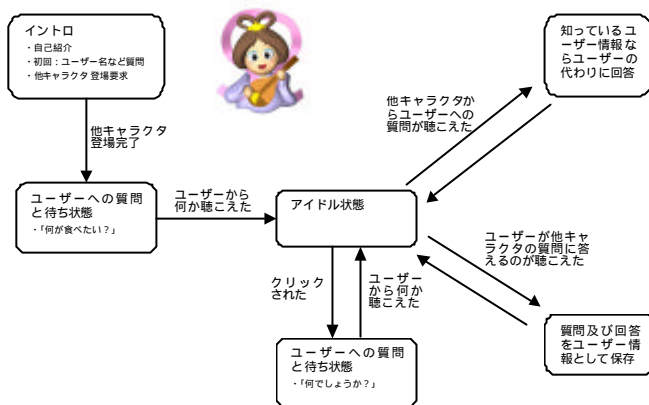 イントロ
・自己紹介
・初回：ユーザー名など質問
・他キャラクタ登場要求
他キャラクタ
登場完了
ユーザーへの質問
と待ち状態
・「何が食べたい？」
ユーザーから
何か聴こえた
アイドル状態
他キャラクタか
らユーザーへの
質問が聴こえた
知っているユ
ーザー情報な
らユーザーの
代わりに回答
ユーザーが他キャ
ラクタの質問に答
えるのが聴こえた
質問及び回答
をユーザー情
報として保存
クリック
された
ユーザー
から何か
聴こえた
ユーザーへの質問
と待ち状態
・「何でしょうか？」